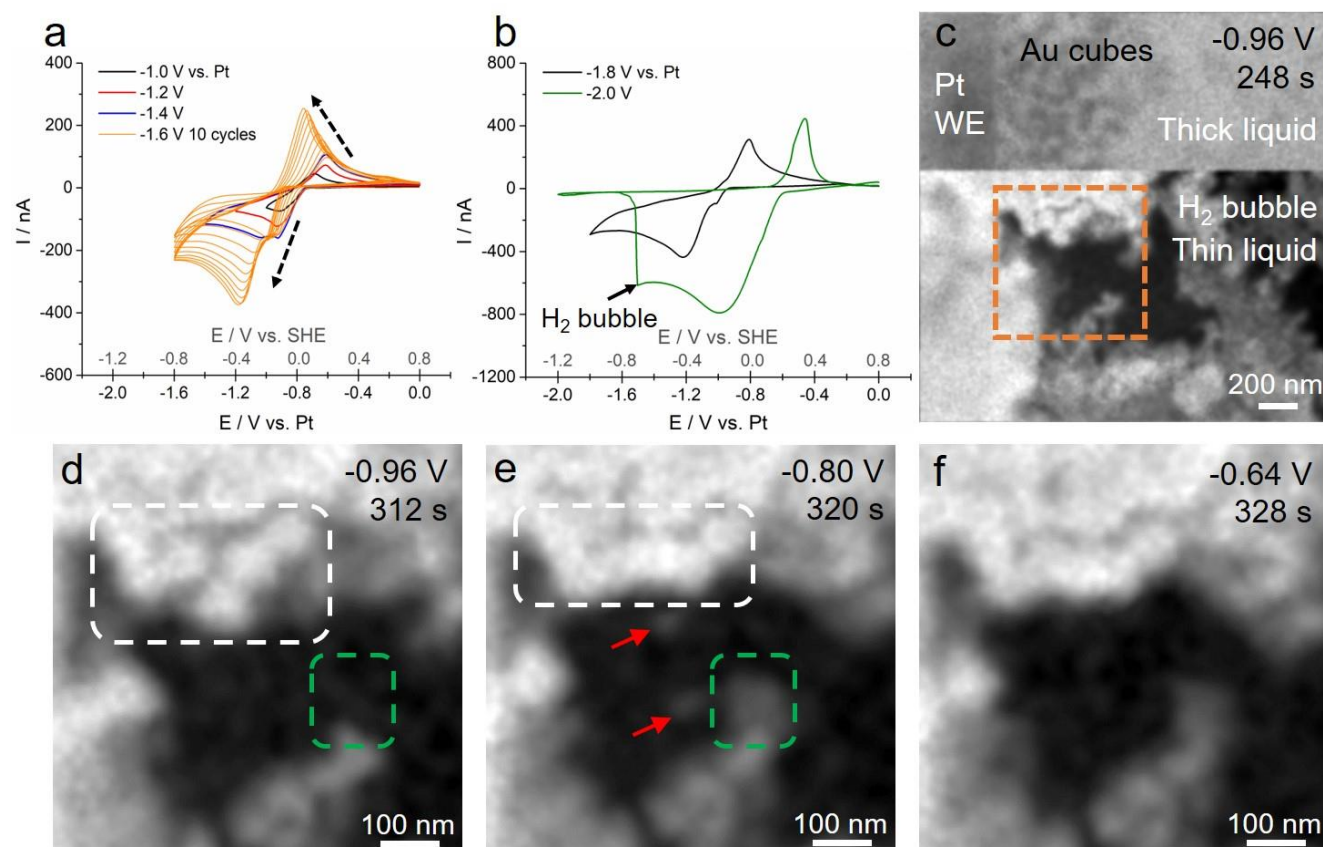 a
400
200
0
-200
-400
-600
I / nA
-1.0 V vs. Pt
-1.2 V
-1.4 V
-1.6 V 10 cycles
E / V vs. SHE
-1.2 -0.8 -0.4 0.0 0.4 0.8
-2.0 -1.6 -1.2 -0.8 -0.4 0.0
E / V vs. Pt
b
800
400
0
-400
-800
-1200
I / nA
-1.8 V vs. Pt
-2.0 V
H₂ bubble
E / V vs. SHE
-1.2 -0.8 -0.4 0.0 0.4 0.8
-2.0 -1.6 -1.2 -0.8 -0.4 0.0
E / V vs. Pt
c
Au cubes
-0.96 V
248 s
Pt
WE
Thick liquid
H₂ bubble
Thin liquid
200 nm
d
-0.96 V
312 s
100 nm
e
-0.80 V
320 s
100 nm
f
-0.64 V
328 s
100 nm